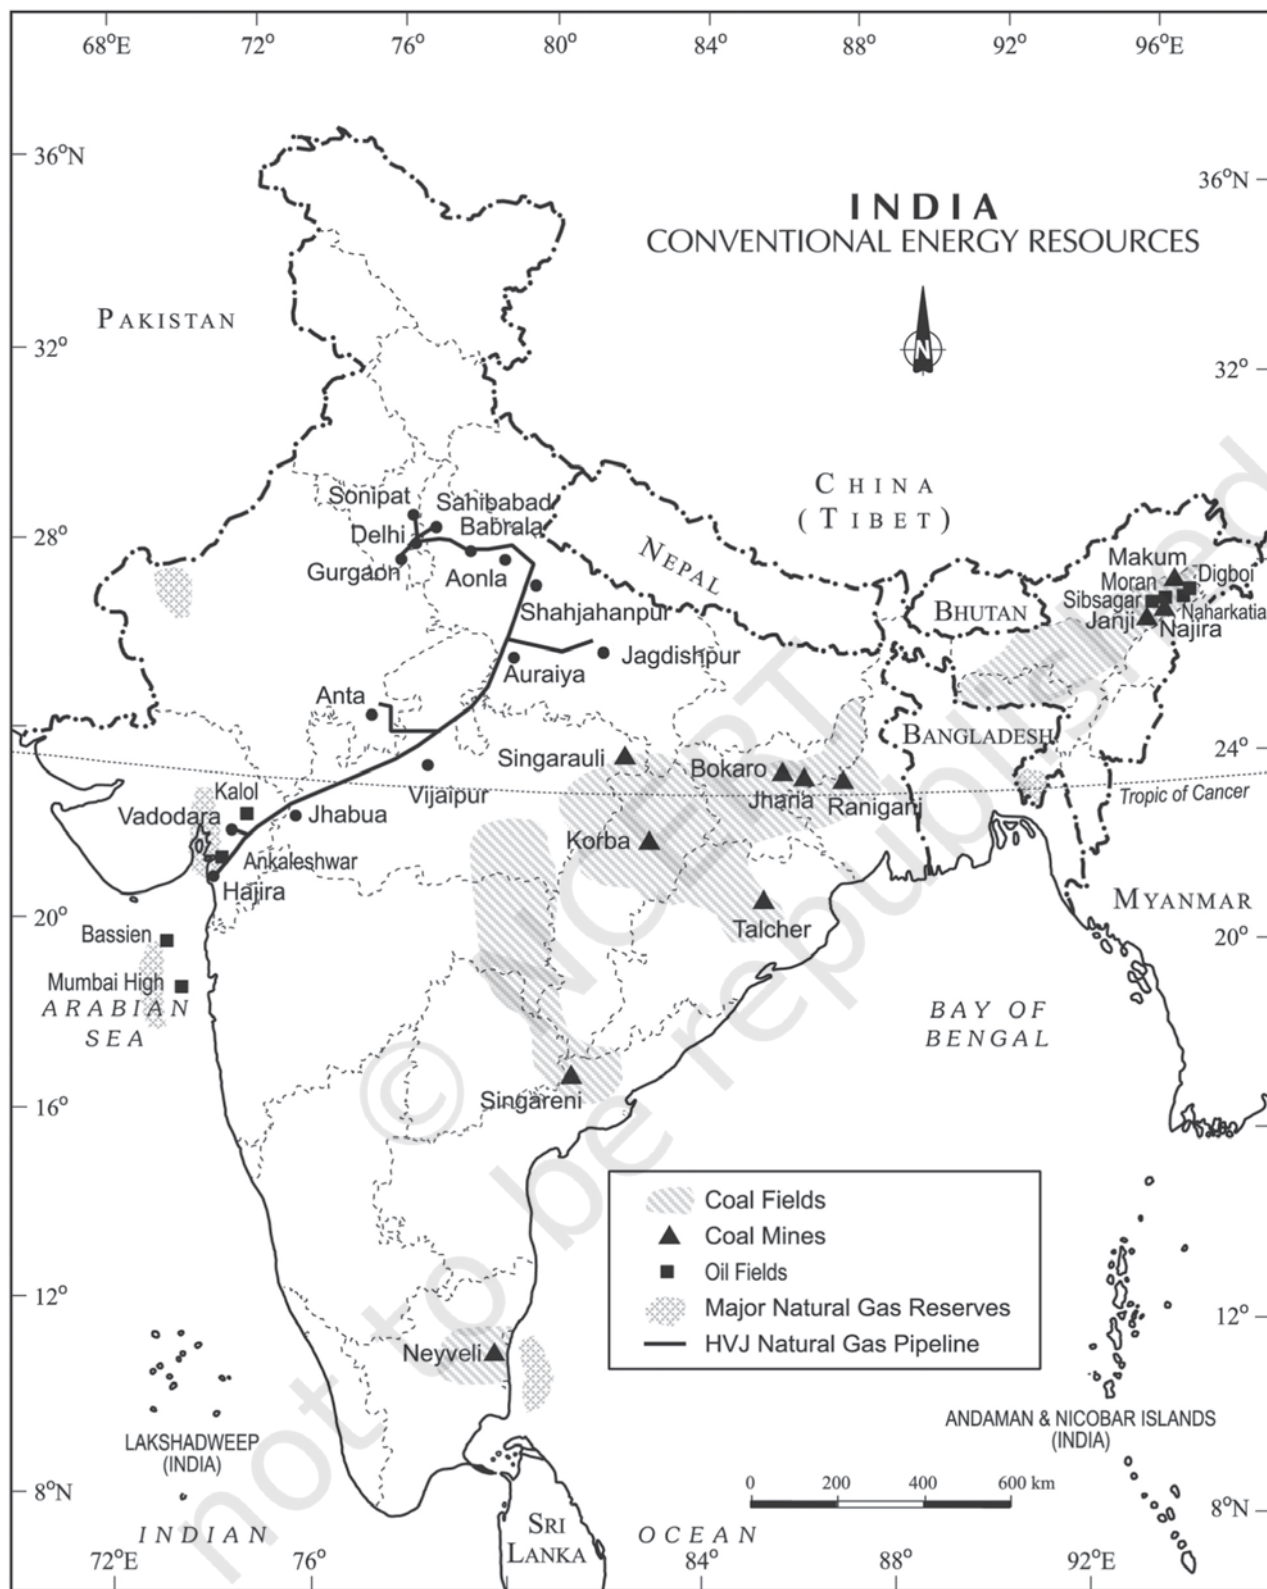 68°E 72° 76° 80° 84° 88° 92° 96°E
36°N
36°N
INDIA
CONVENTIONAL ENERGY RESOURCES
N
PAKISTAN
32°
32°
CHINA
(TIBET)
NEPAL
BHUTAN
BANGLADESH
MYANMAR
28°
Sonipat
Sahibabad
Delhi
Babrala
Gurgaon
Aonla
Shahjahanpur
Auraiya
Jagdishpur
Anta
Vijaipur
Jhabua
Makum
Digboi
Moran
Sibsagar
Naharkatia
Janji
Najira
24°
Tropic of Cancer
Singarauli
Bokaro
Jharia
Raniganj
Korba
Talcher
Kalol
Vadodara
Ankaleshwar
Hajira
20°
20°
Bassien
Mumbai High
ARABIAN
SEA
BAY OF
BENGAL
16°
Singareni
Coal Fields
Coal Mines
Oil Fields
Major Natural Gas Reserves
HVJ Natural Gas Pipeline
12°
12°
Neyveli
LAKSHADWEEP
(INDIA)
ANDAMAN & NICOBAR ISLANDS
(INDIA)
0 200 400 600 km
8°N
8°N
INDIAN OCEAN
SRI
LANKA
72°E 76° 84° 88° 92°E
© NCERT
not to be republished